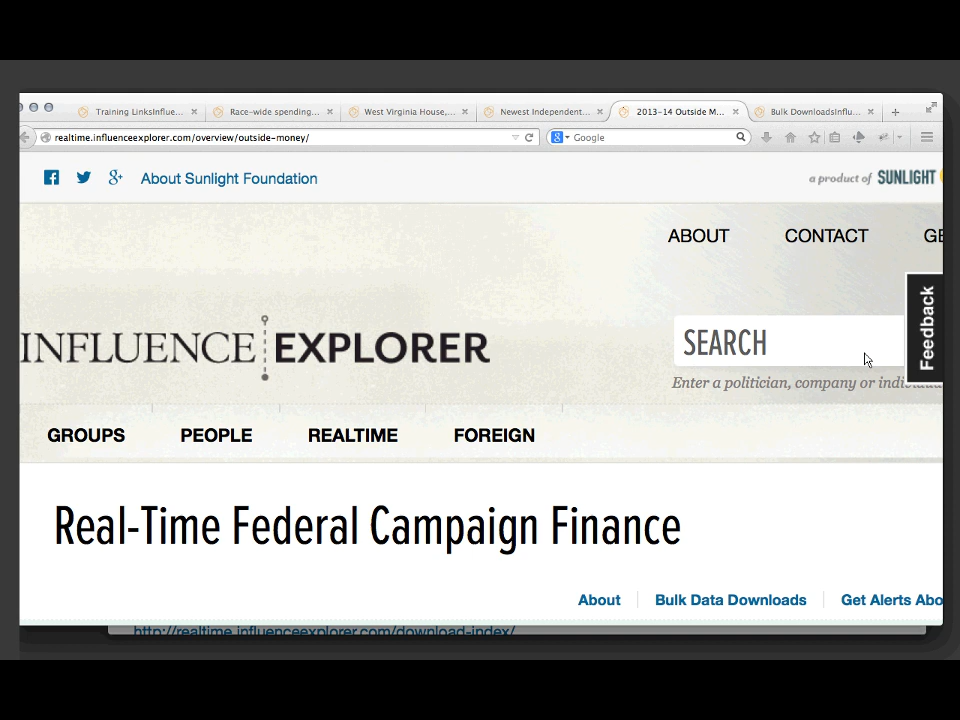 Training LinksInflue... Race-wide spending... West Virginia House,... Newest Independent... 2013-14 Outside M... Bulk DownloadsInflu...
realtime.influenceexplorer.com/overview/outside-money/ Google
About Sunlight Foundation a product of SUNLIGHT
ABOUT CONTACT GE
Feedback
INFLUENCE EXPLORER
SEARCH
Enter a politician, company or indi
GROUPS PEOPLE REALTIME FOREIGN
Real-Time Federal Campaign Finance
About Bulk Data Downloads Get Alerts Abo
http://realtime.influenceexplorer.com/download-index/